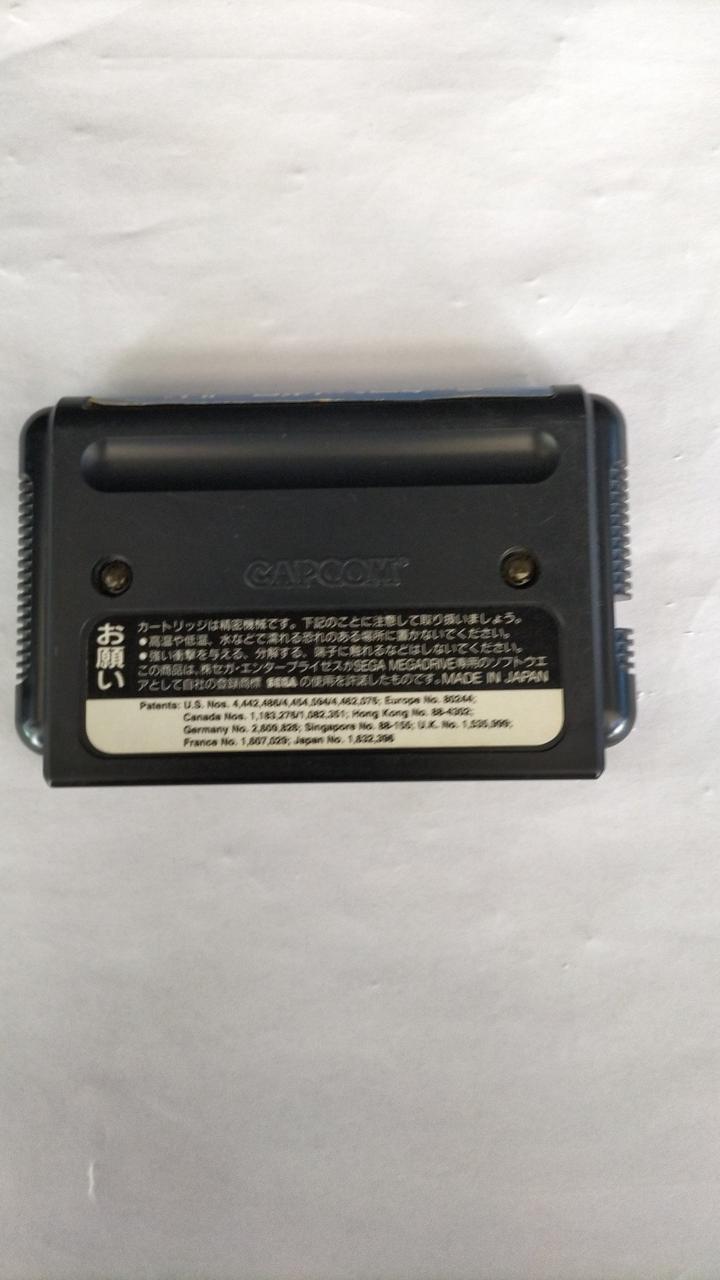 CAPCOM
お願い
カートリッジは精密機械です。下記のことに注意して取り扱いましょう。
●高温や低温、水などで濡れる恐れのある場所に置かないでください。
●強い衝撃を与える、分解する、端子に触れるなどはしないでください。
この商品は、株セガ・エンタープライゼスがSEGA MEGADRIVE専用のソフトウエ
アとして自社の登録商標 SEGA の使用を許諾したものです。MADE IN JAPAN
Patents: U.S. Nos. 4,442,486/4,454,594/4,462,076; Europe No. 80244;
Canada Nos. 1,183,276/1,082,351; Hong Kong No. 88-4302;
Germany No. 2,609,826; Singapore No. 88-155; U.K. No. 1,535,999;
France No. 1,607,029; Japan No. 1,632,396